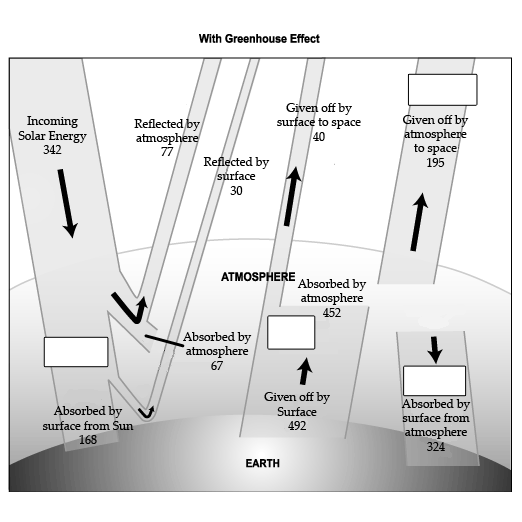 With Greenhouse Effect
Incoming
Solar Energy
342
Reflected by
atmosphere
77
Reflected by
surface
30
Given off by
surface to space
40
Given off by
atmosphere
to space
195
ATMOSPHERE
Absorbed by
atmosphere
452
Absorbed by
atmosphere
67
Absorbed by
surface from Sun
168
Given off by
Surface
492
Absorbed by
surface from
atmosphere
324
EARTH